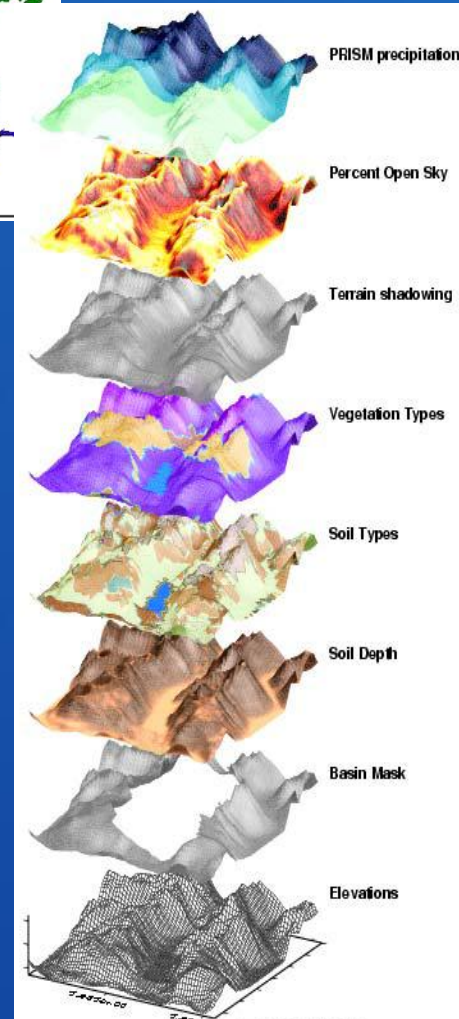 PRISM precipitation
Percent Open Sky
Terrain shadowing
Vegetation Types
Soil Types
Soil Depth
Basin Mask
Elevations